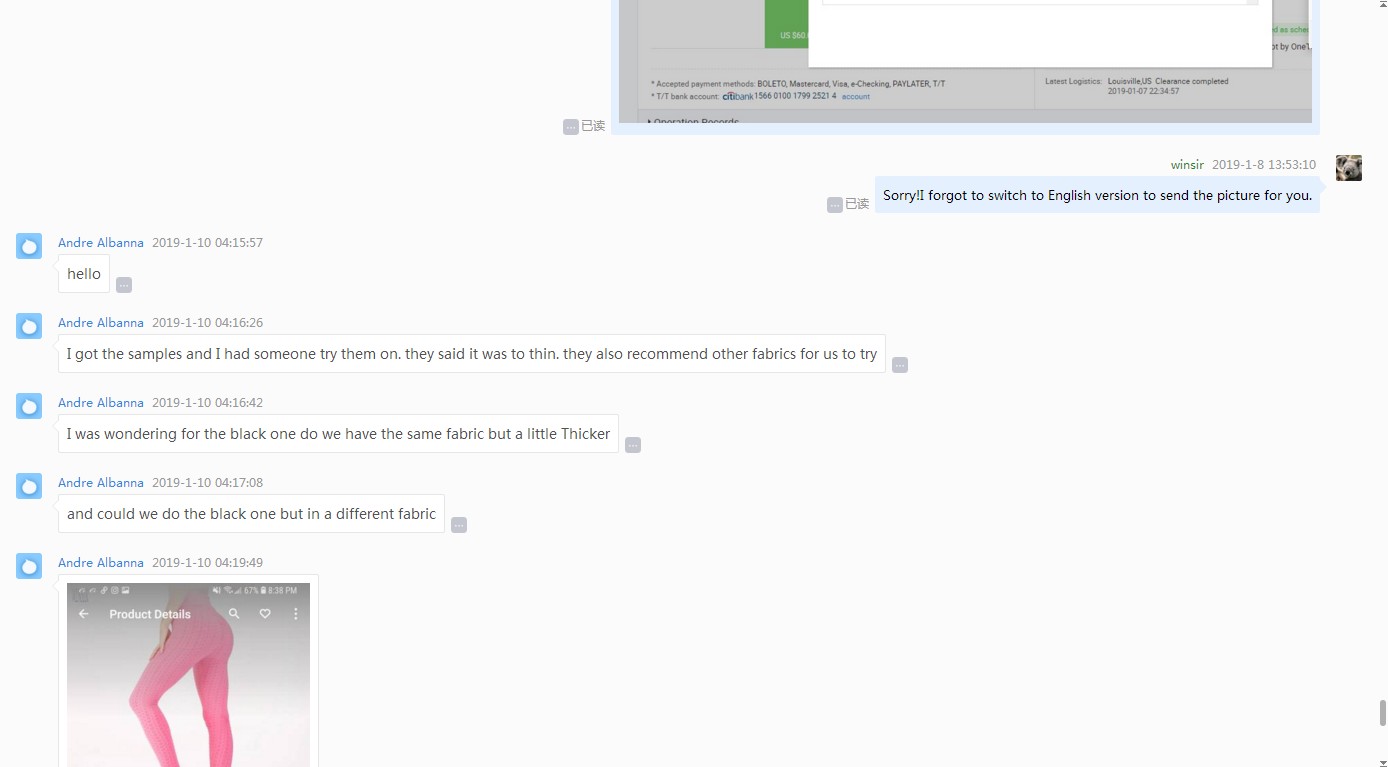 US $60.
* Accepted payment methods: BOLETO, Mastercard, Visa, e-Checking, PAYLATER, T/T
* T/T bank account: citibank 1566 0100 1799 2521 4 account
d as sche
t by OneT
Latest Logistics: Louisville,US Clearance completed
2019-01-07 22:34:57
Operation Records
已读
winsir 2019-1-8 13:53:10
Sorry!I forgot to switch to English version to send the picture for you.
已读
Andre Albanna 2019-1-10 04:15:57
hello
Andre Albanna 2019-1-10 04:16:26
I got the samples and I had someone try them on. they said it was to thin. they also recommend other fabrics for us to try
Andre Albanna 2019-1-10 04:16:42
I was wondering for the black one do we have the same fabric but a little Thicker
Andre Albanna 2019-1-10 04:17:08
and could we do the black one but in a different fabric
Andre Albanna 2019-1-10 04:19:49
67% 8:38 PM
Product Details